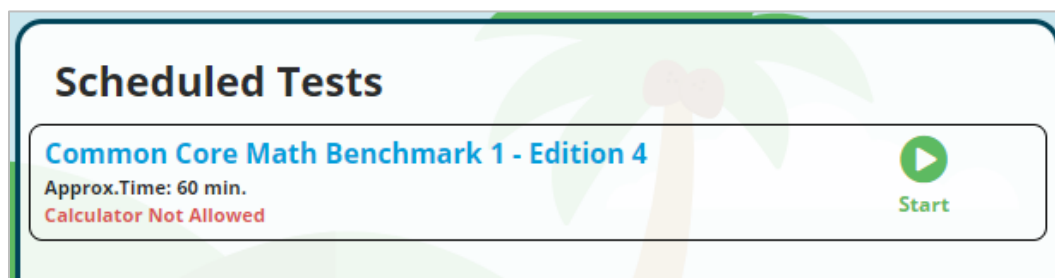 Scheduled Tests
Common Core Math Benchmark 1 - Edition 4
Approx.Time: 60 min.
Calculator Not Allowed
Start